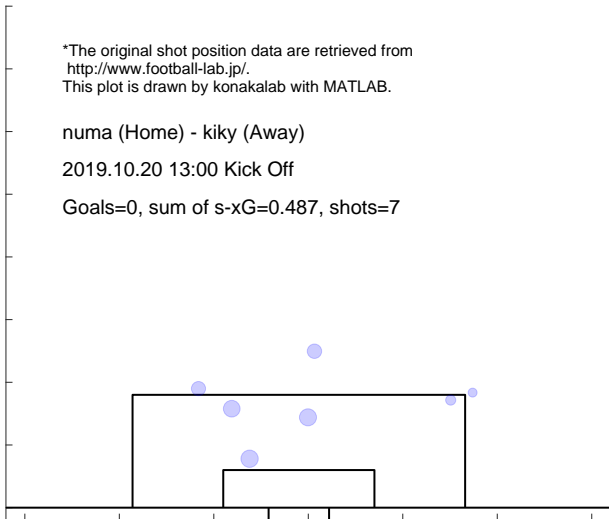 *The original shot position data are retrieved from
http://www.football-lab.jp/.
This plot is drawn by konakalab with MATLAB.
numa (Home) - kiky (Away)
2019.10.20 13:00 Kick Off
Goals=0, sum of s-xG=0.487, shots=7